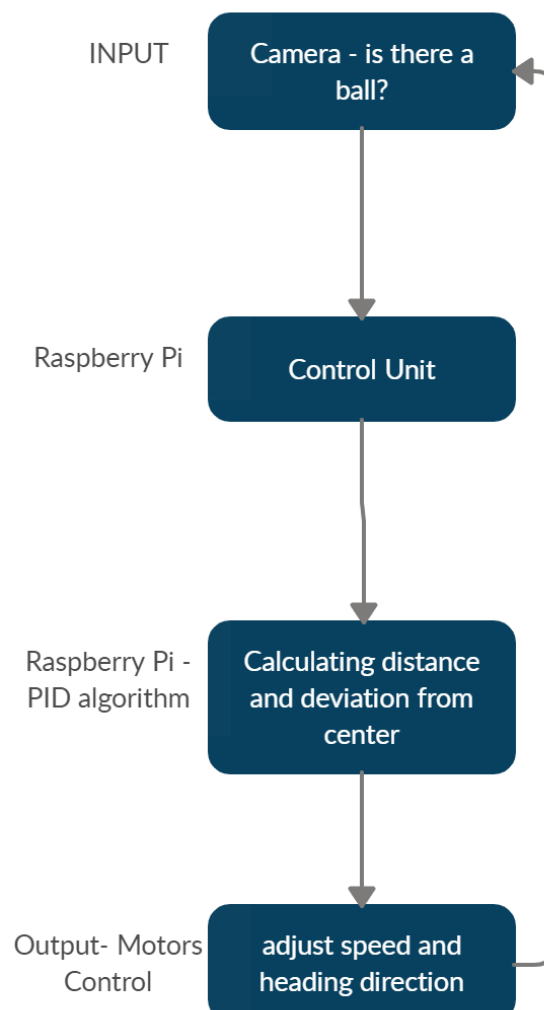 INPUT
Camera - is there a
ball?
Raspberry Pi
Control Unit
Raspberry Pi -
PID algorithm
Calculating distance
and deviation from
center
Output- Motors
Control
adjust speed and
heading direction